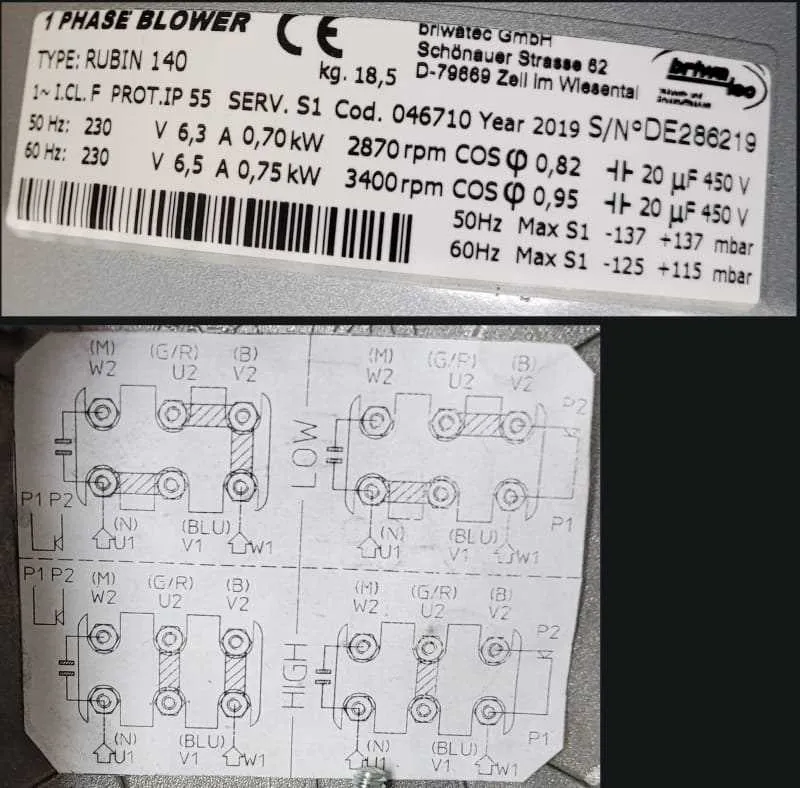 1 PHASE BLOWER
TYPE: RUBIN 140
kg. 18,5
briwatec GmbH
Schönauer Strasse 62
D-79669 Zell im Wiesental
briwa
tec
1~ I.CL. F PROT.IP 55 SERV. S1 Cod. 046710 Year 2019 S/N° DE286219
50 Hz: 230 V 6,3 A 0,70 kW 2870 rpm COS φ 0,82 20 µF 450 V
60 Hz: 230 V 6,5 A 0,75 kW 3400 rpm COS φ 0,95 20 µF 450 V
50Hz Max S1 -137 +137 mbar
60Hz Max S1 -125 +115 mbar
(M) (G/R) (B)
W2 U2 V2
P1 P2
(N) (BLU)
U1 V1 W1
LOW
(M) (G/R) (B)
W2 U2 V2
P2
P1
(N) (BLU)
U1 V1 W1
P1 P2
(M) (G/R) (B)
W2 U2 V2
(N) (BLU)
U1 V1 W1
HIGH
(M) (G/R) (B)
W2 U2 V2
P2
P1
(N) (BLU)
U1 V1 W1